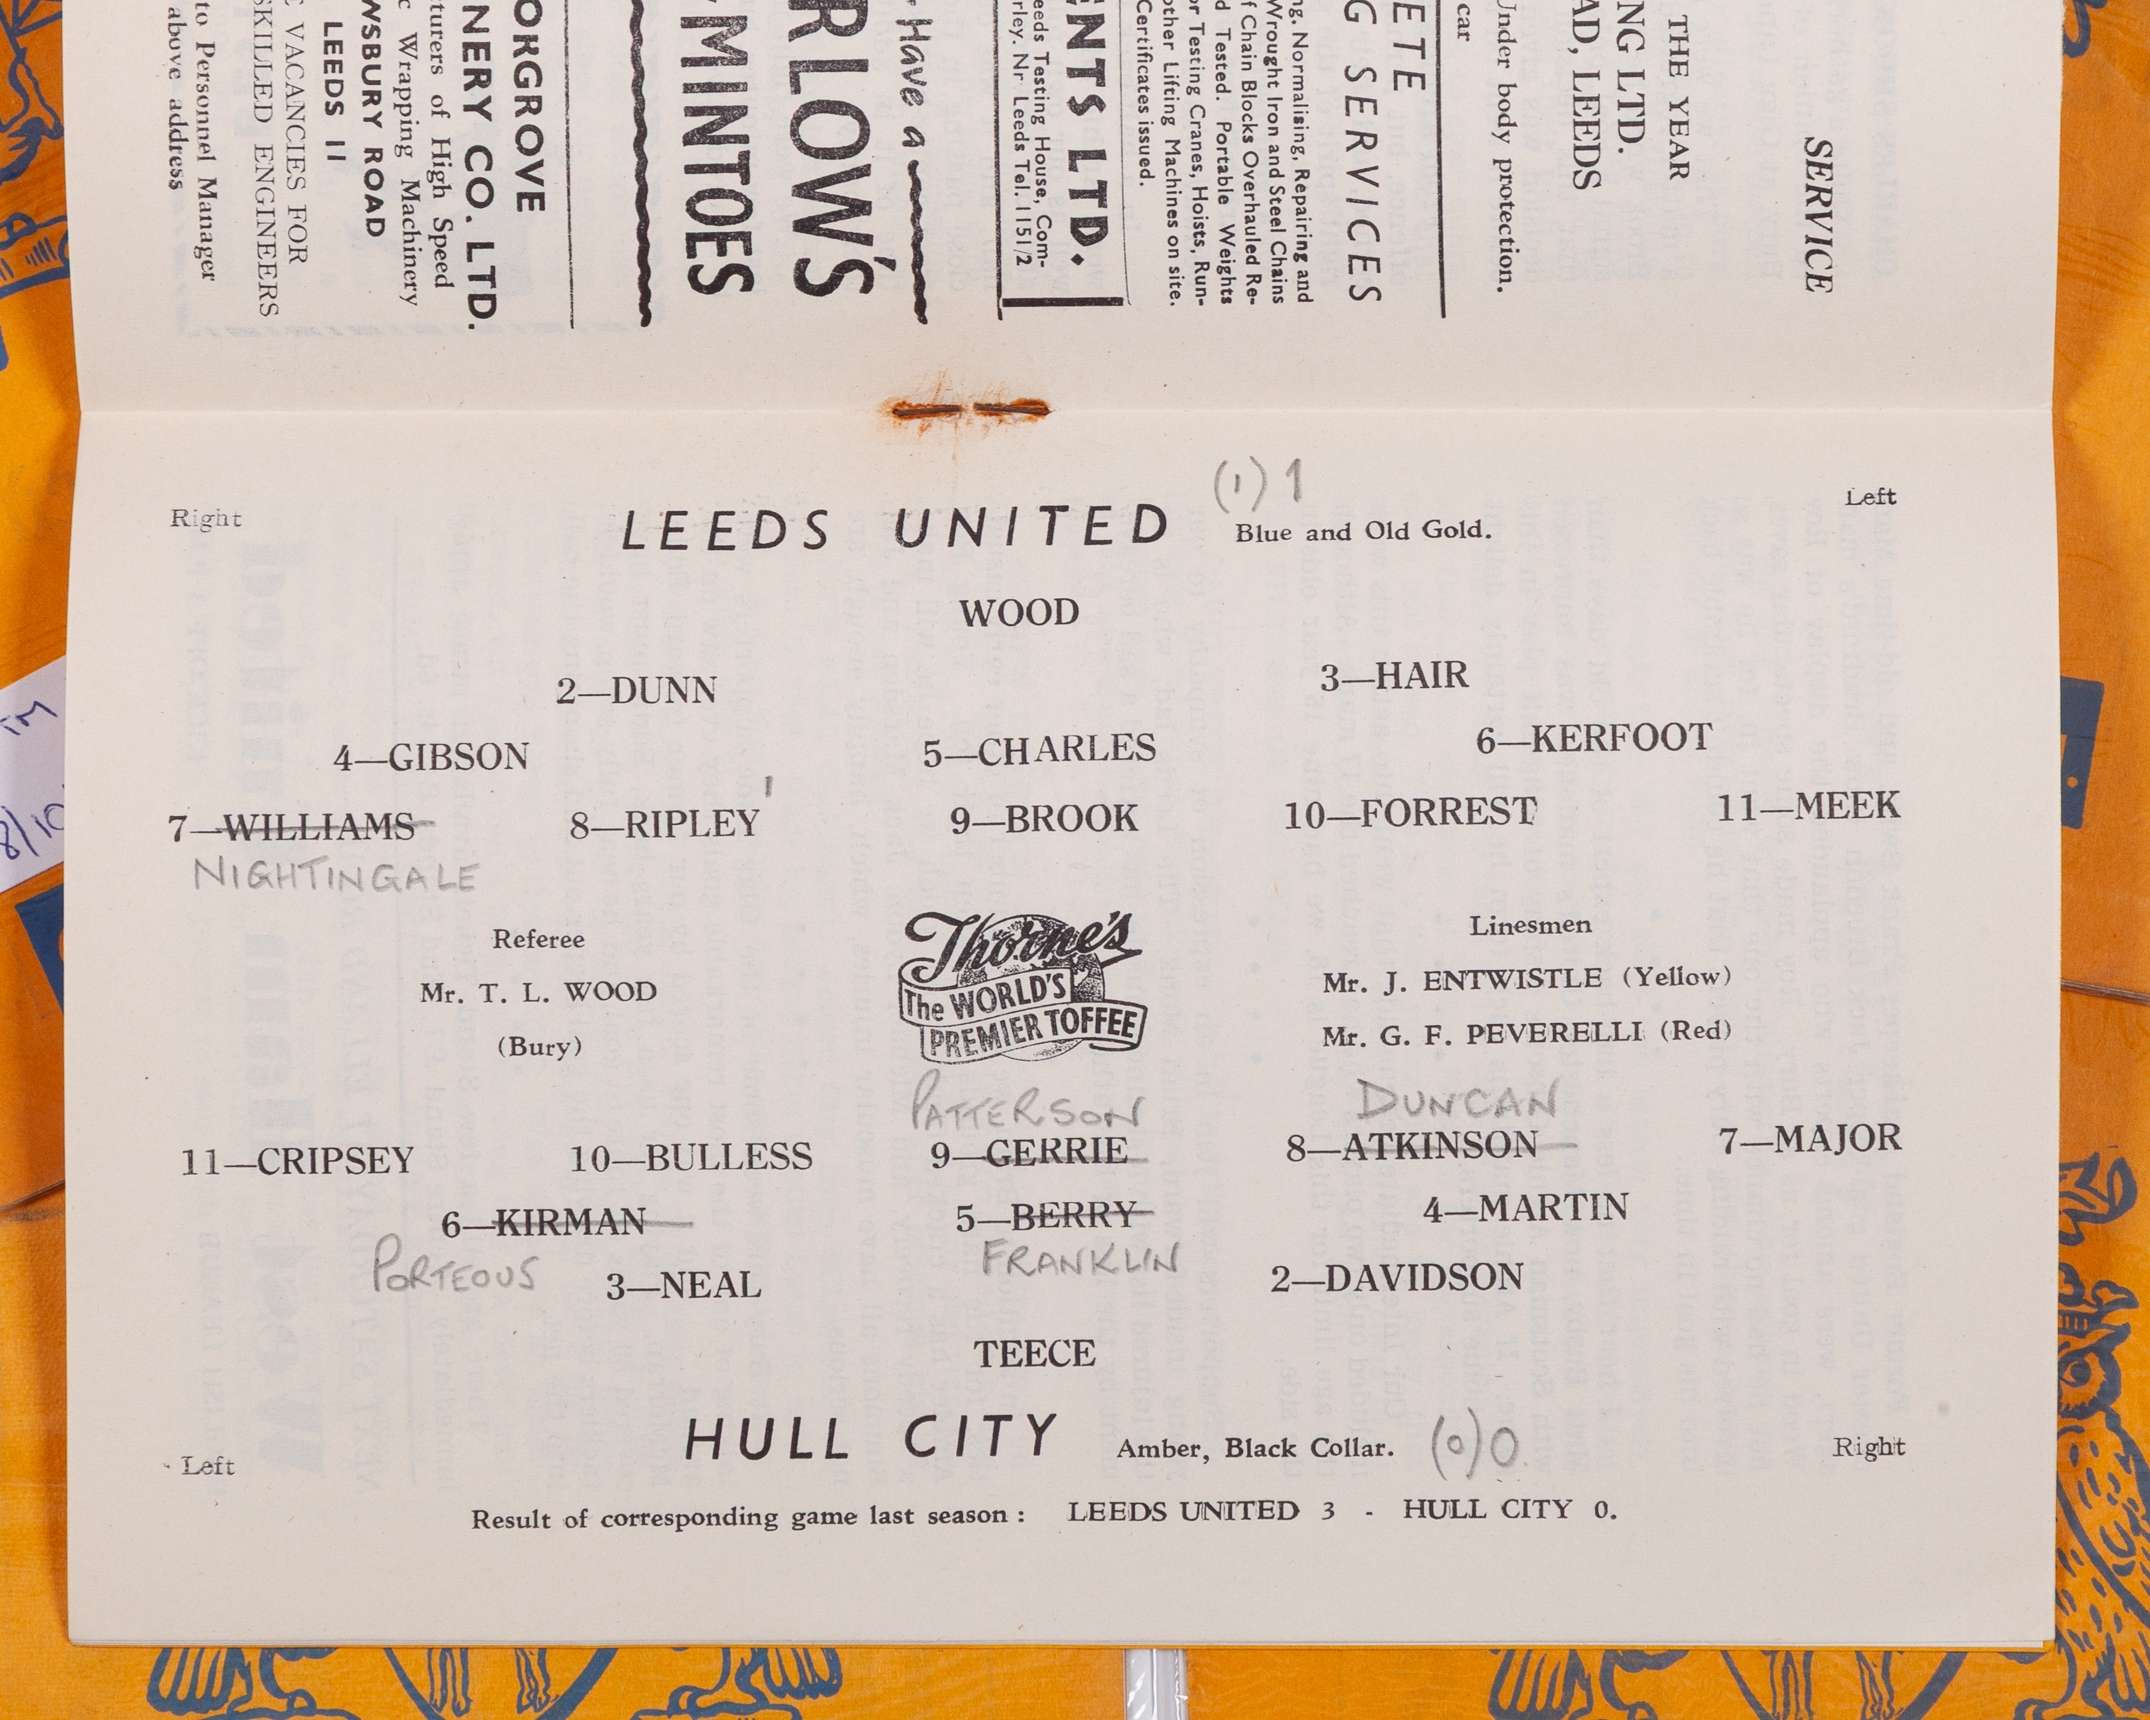 OKGROVE
NERY CO. LTD.
turers of High Speed
c Wrapping Machinery
WSBURY ROAD
LEEDS 11
E VACANCIES FOR
SKILLED ENGINEERS
to Personnel Manager
above address
Have a
RLOW'S
MINTOES
ENTS LTD.
eeds Testing House, Com-
rley. Nr Leeds Tel. 1151/2
ETE
G SERVICES
ng. Normalising, Repairing and
Wrought Iron and Steel Chains
f Chain Blocks Overhauled Re-
d Tested. Portable Weights
or Testing Cranes, Hoists, Run-
other Lifting Machines on site.
Certificates issued.
THE YEAR
NG LTD.
AD, LEEDS
Under body protection.
car
SERVICE
Right
LEEDS UNITED (1) 1
Blue and Old Gold.
Left
WOOD
2—DUNN 3—HAIR
4—GIBSON 5—CHARLES 6—KERFOOT
7—WILLIAMS 8—RIPLEY 1 9—BROOK 10—FORREST 11—MEEK
NIGHTINGALE
Referee
Mr. T. L. WOOD
(Bury)
Thorne's
The WORLD'S
PREMIER TOFFEE
Linesmen
Mr. J. ENTWISTLE (Yellow)
Mr. G. F. PEVERELLI (Red)
PATTERSON DUNCAN
11—CRIPSEY 10—BULLESS 9—GERRIE 8—ATKINSON 7—MAJOR
6—KIRMAN 5—BERRY 4—MARTIN
PORTEOUS FRANKLIN
3—NEAL 2—DAVIDSON
TEECE
Left
HULL CITY Amber, Black Collar. (0) 0
Right
Result of corresponding game last season : LEEDS UNITED 3 - HULL CITY 0.